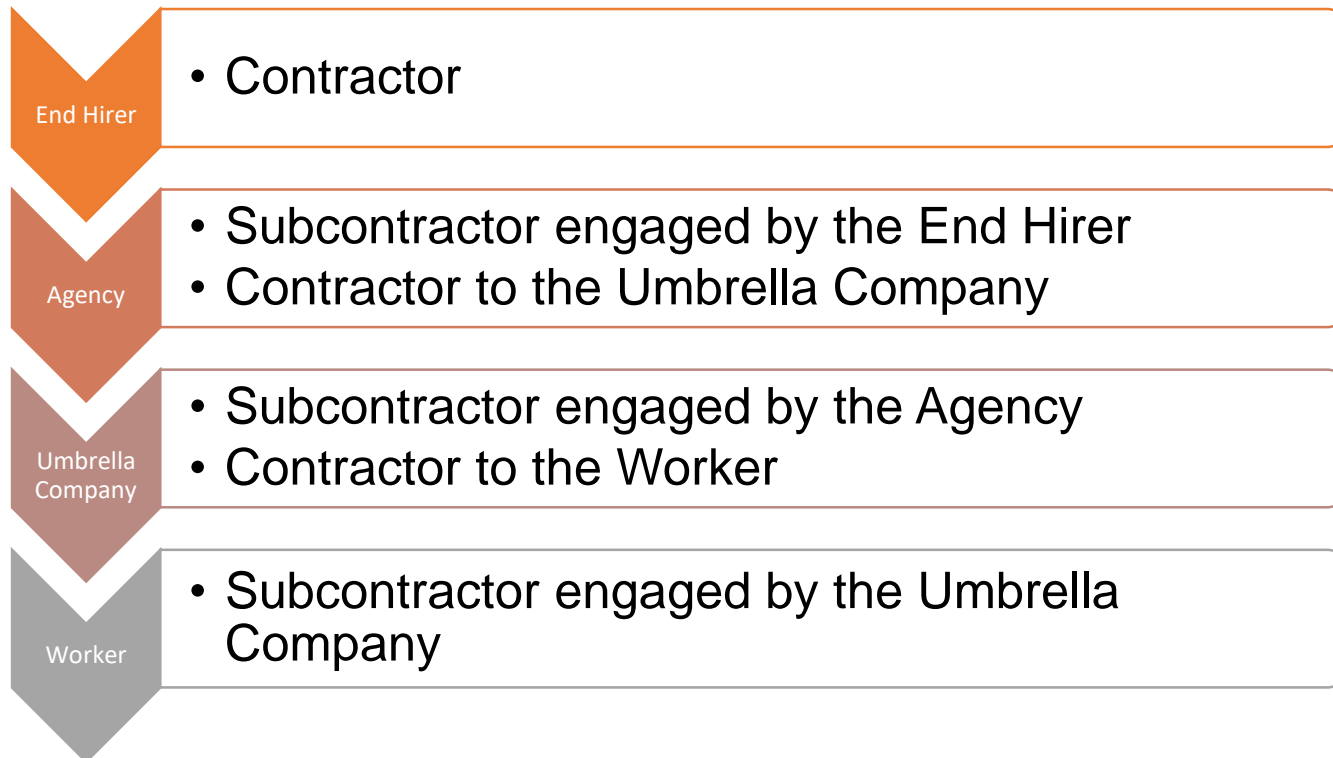 End Hirer
• Contractor
Agency
• Subcontractor engaged by the End Hirer
• Contractor to the Umbrella Company
Umbrella
Company
• Subcontractor engaged by the Agency
• Contractor to the Worker
Worker
• Subcontractor engaged by the Umbrella
Company